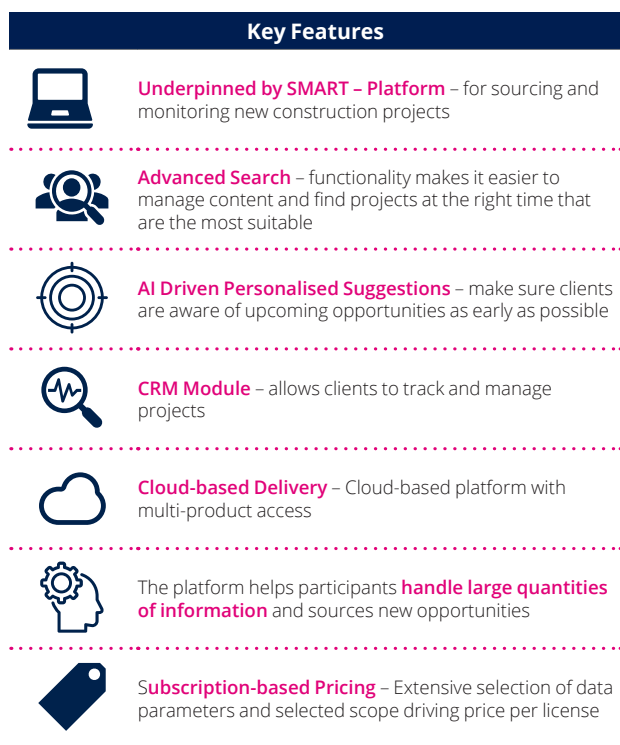 Key Features
Underpinned by SMART – Platform – for sourcing and
monitoring new construction projects
Advanced Search – functionality makes it easier to
manage content and find projects at the right time that
are the most suitable
AI Driven Personalised Suggestions – make sure clients
are aware of upcoming opportunities as early as possible
CRM Module – allows clients to track and manage
projects
Cloud-based Delivery – Cloud-based platform with
multi-product access
The platform helps participants handle large quantities
of information and sources new opportunities
Subscription-based Pricing – Extensive selection of data
parameters and selected scope driving price per license